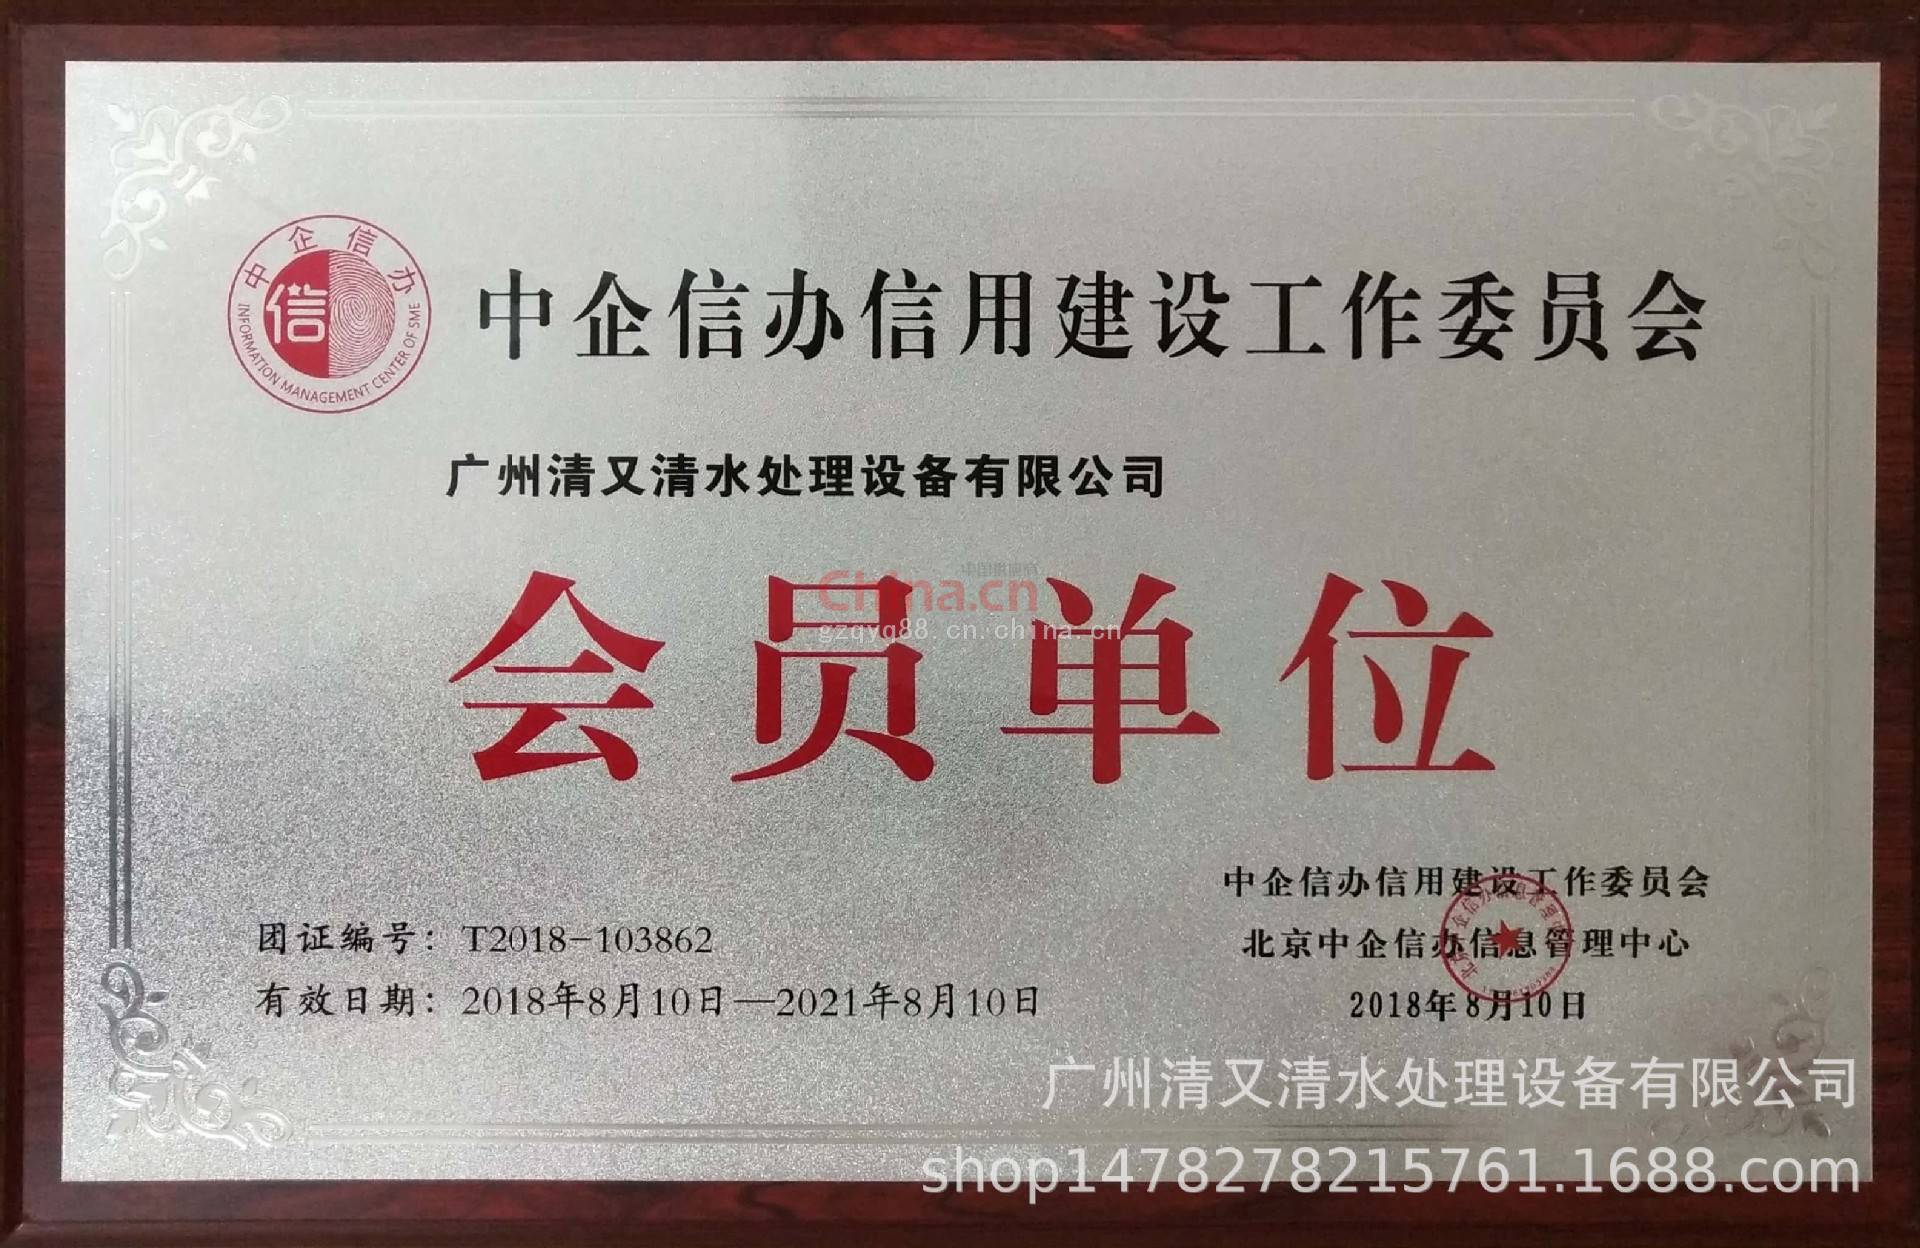 中企信办
信
INFORMATION MANAGEMENT CENTER OF SME
中企信办信用建设工作委员会
广州清又清水处理设备有限公司
China.cn
gzqyq88.cn.china.cn
会员单位
中企信办信用建设工作委员会
团证编号：T2018-103862
北京中企信办信息管理中心
有效日期：2018年8月10日—2021年8月10日
2018年8月10日
广州清又清水处理设备有限公司
shop1478278215761.1688.com